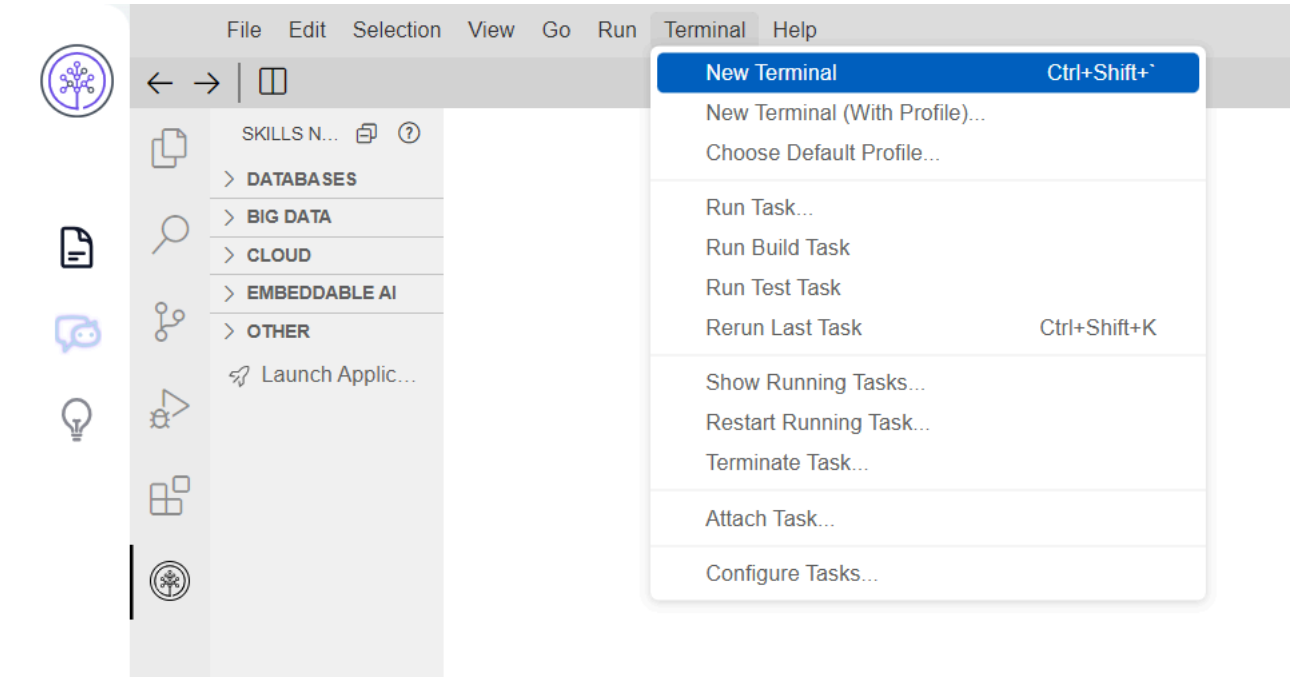 File Edit Selection View Go Run Terminal Help
SKILLS N...
DATABASES
BIG DATA
CLOUD
EMBEDDABLE AI
OTHER
Launch Applic...
New Terminal Ctrl+Shift+`
New Terminal (With Profile)...
Choose Default Profile...
Run Task...
Run Build Task
Run Test Task
Rerun Last Task Ctrl+Shift+K
Show Running Tasks...
Restart Running Task...
Terminate Task...
Attach Task...
Configure Tasks...